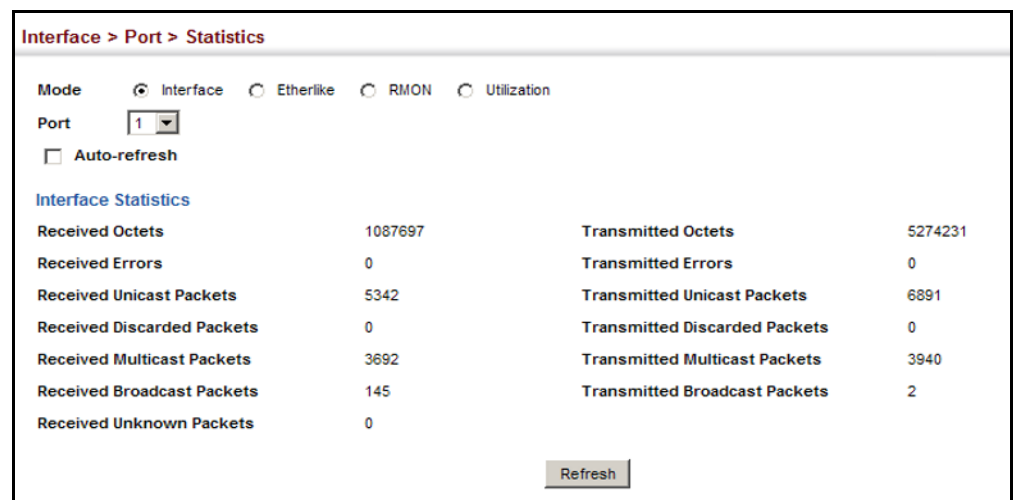 Interface > Port > Statistics
Mode Interface Etherlike RMON Utilization
Port 1
Auto-refresh
Interface Statistics
Received Octets 1087697 Transmitted Octets 5274231
Received Errors 0 Transmitted Errors 0
Received Unicast Packets 5342 Transmitted Unicast Packets 6891
Received Discarded Packets 0 Transmitted Discarded Packets 0
Received Multicast Packets 3692 Transmitted Multicast Packets 3940
Received Broadcast Packets 145 Transmitted Broadcast Packets 2
Received Unknown Packets 0
Refresh